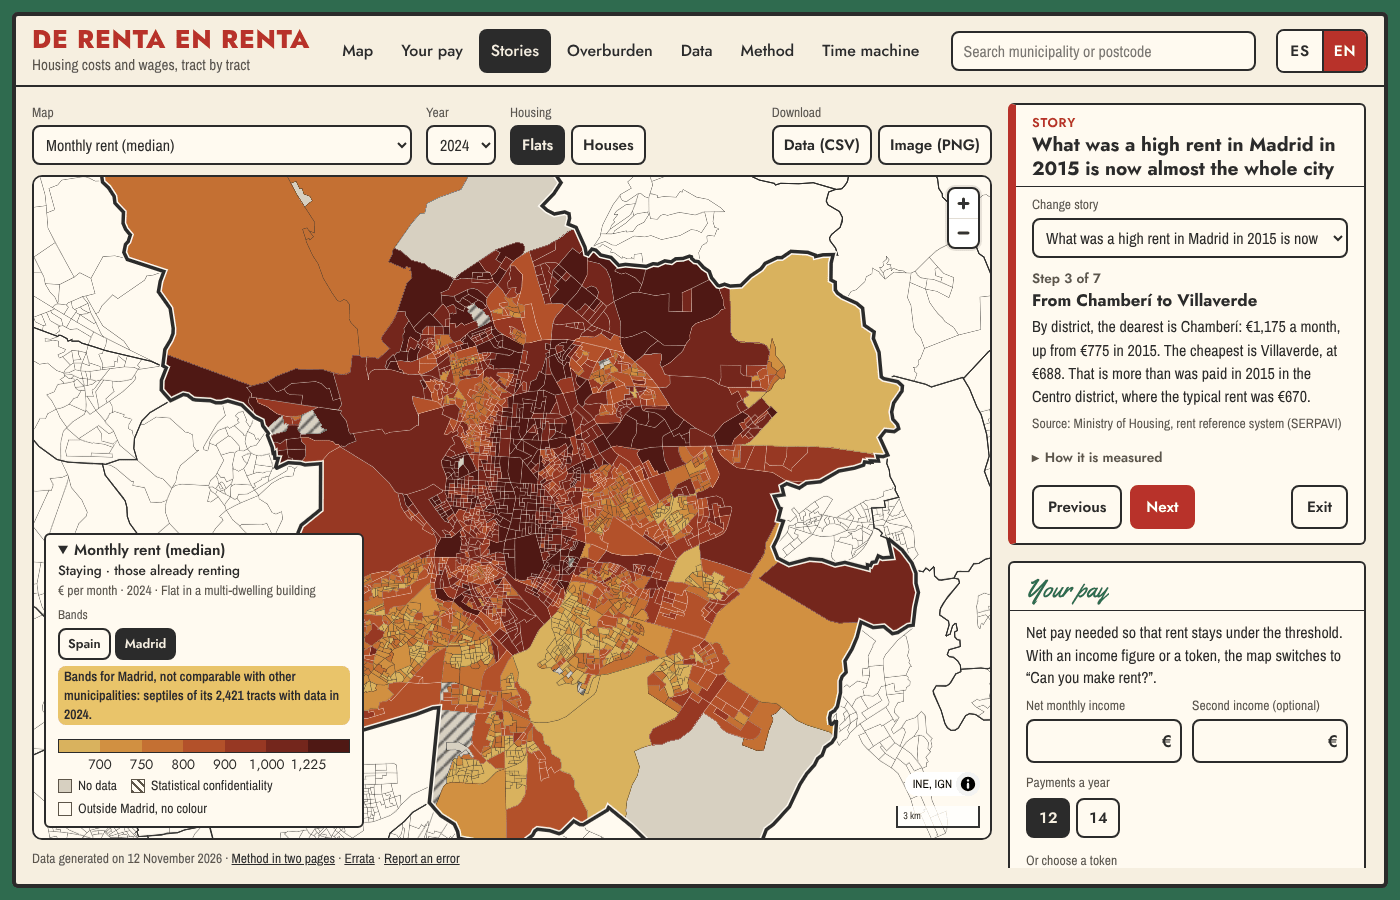 DE RENTA EN RENTA
Housing costs and wages, tract by tract
Map
Your pay
Stories
Overburden
Data
Method
Time machine
Search municipality or postcode
ES
EN
Map
Year
Housing
Download
Monthly rent (median)
2024
Flats
Houses
Data (CSV)
Image (PNG)
+
−
▼ Monthly rent (median)
Staying · those already renting
€ per month · 2024 · Flat in a multi-dwelling building
Bands
Spain
Madrid
Bands for Madrid, not comparable with other
municipalities: septiles of its 2,421 tracts with data in
2024.
700 750 800 900 1,000 1,225
No data
Statistical confidentiality
Outside Madrid, no colour
INE, IGN
3 km
Data generated on 12 November 2026 · Method in two pages · Errata · Report an error
STORY
What was a high rent in Madrid in
2015 is now almost the whole city
Change story
What was a high rent in Madrid in 2015 is now
Step 3 of 7
From Chamberí to Villaverde
By district, the dearest is Chamberí: €1,175 a month,
up from €775 in 2015. The cheapest is Villaverde, at
€688. That is more than was paid in 2015 in the
Centro district, where the typical rent was €670.
Source: Ministry of Housing, rent reference system (SERPAVI)
▸ How it is measured
Previous
Next
Exit
Your pay
Net pay needed so that rent stays under the threshold.
With an income figure or a token, the map switches to
“Can you make rent?”.
Net monthly income
Second income (optional)
€
€
Payments a year
12
14
Or choose a token